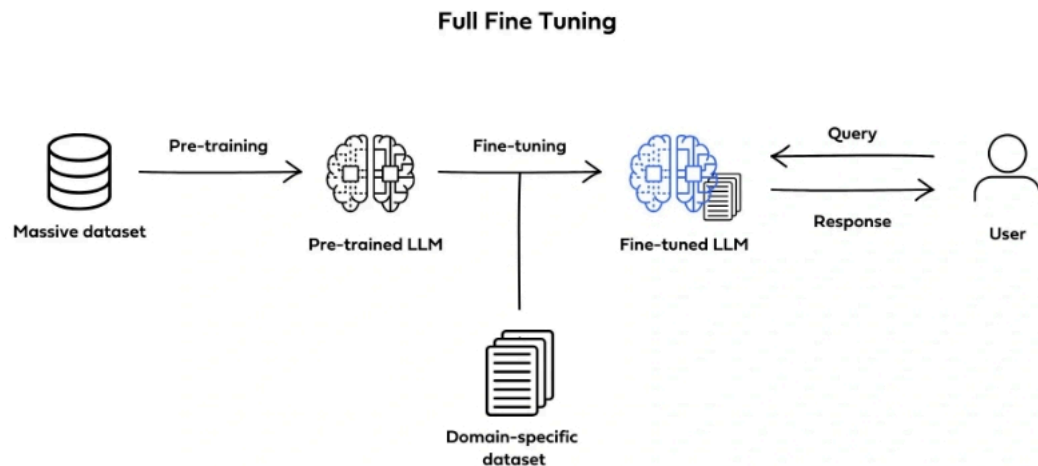 Full Fine Tuning
Pre-training
Fine-tuning
Query
Massive dataset
Pre-trained LLM
Fine-tuned LLM
Response
User
Domain-specific
dataset